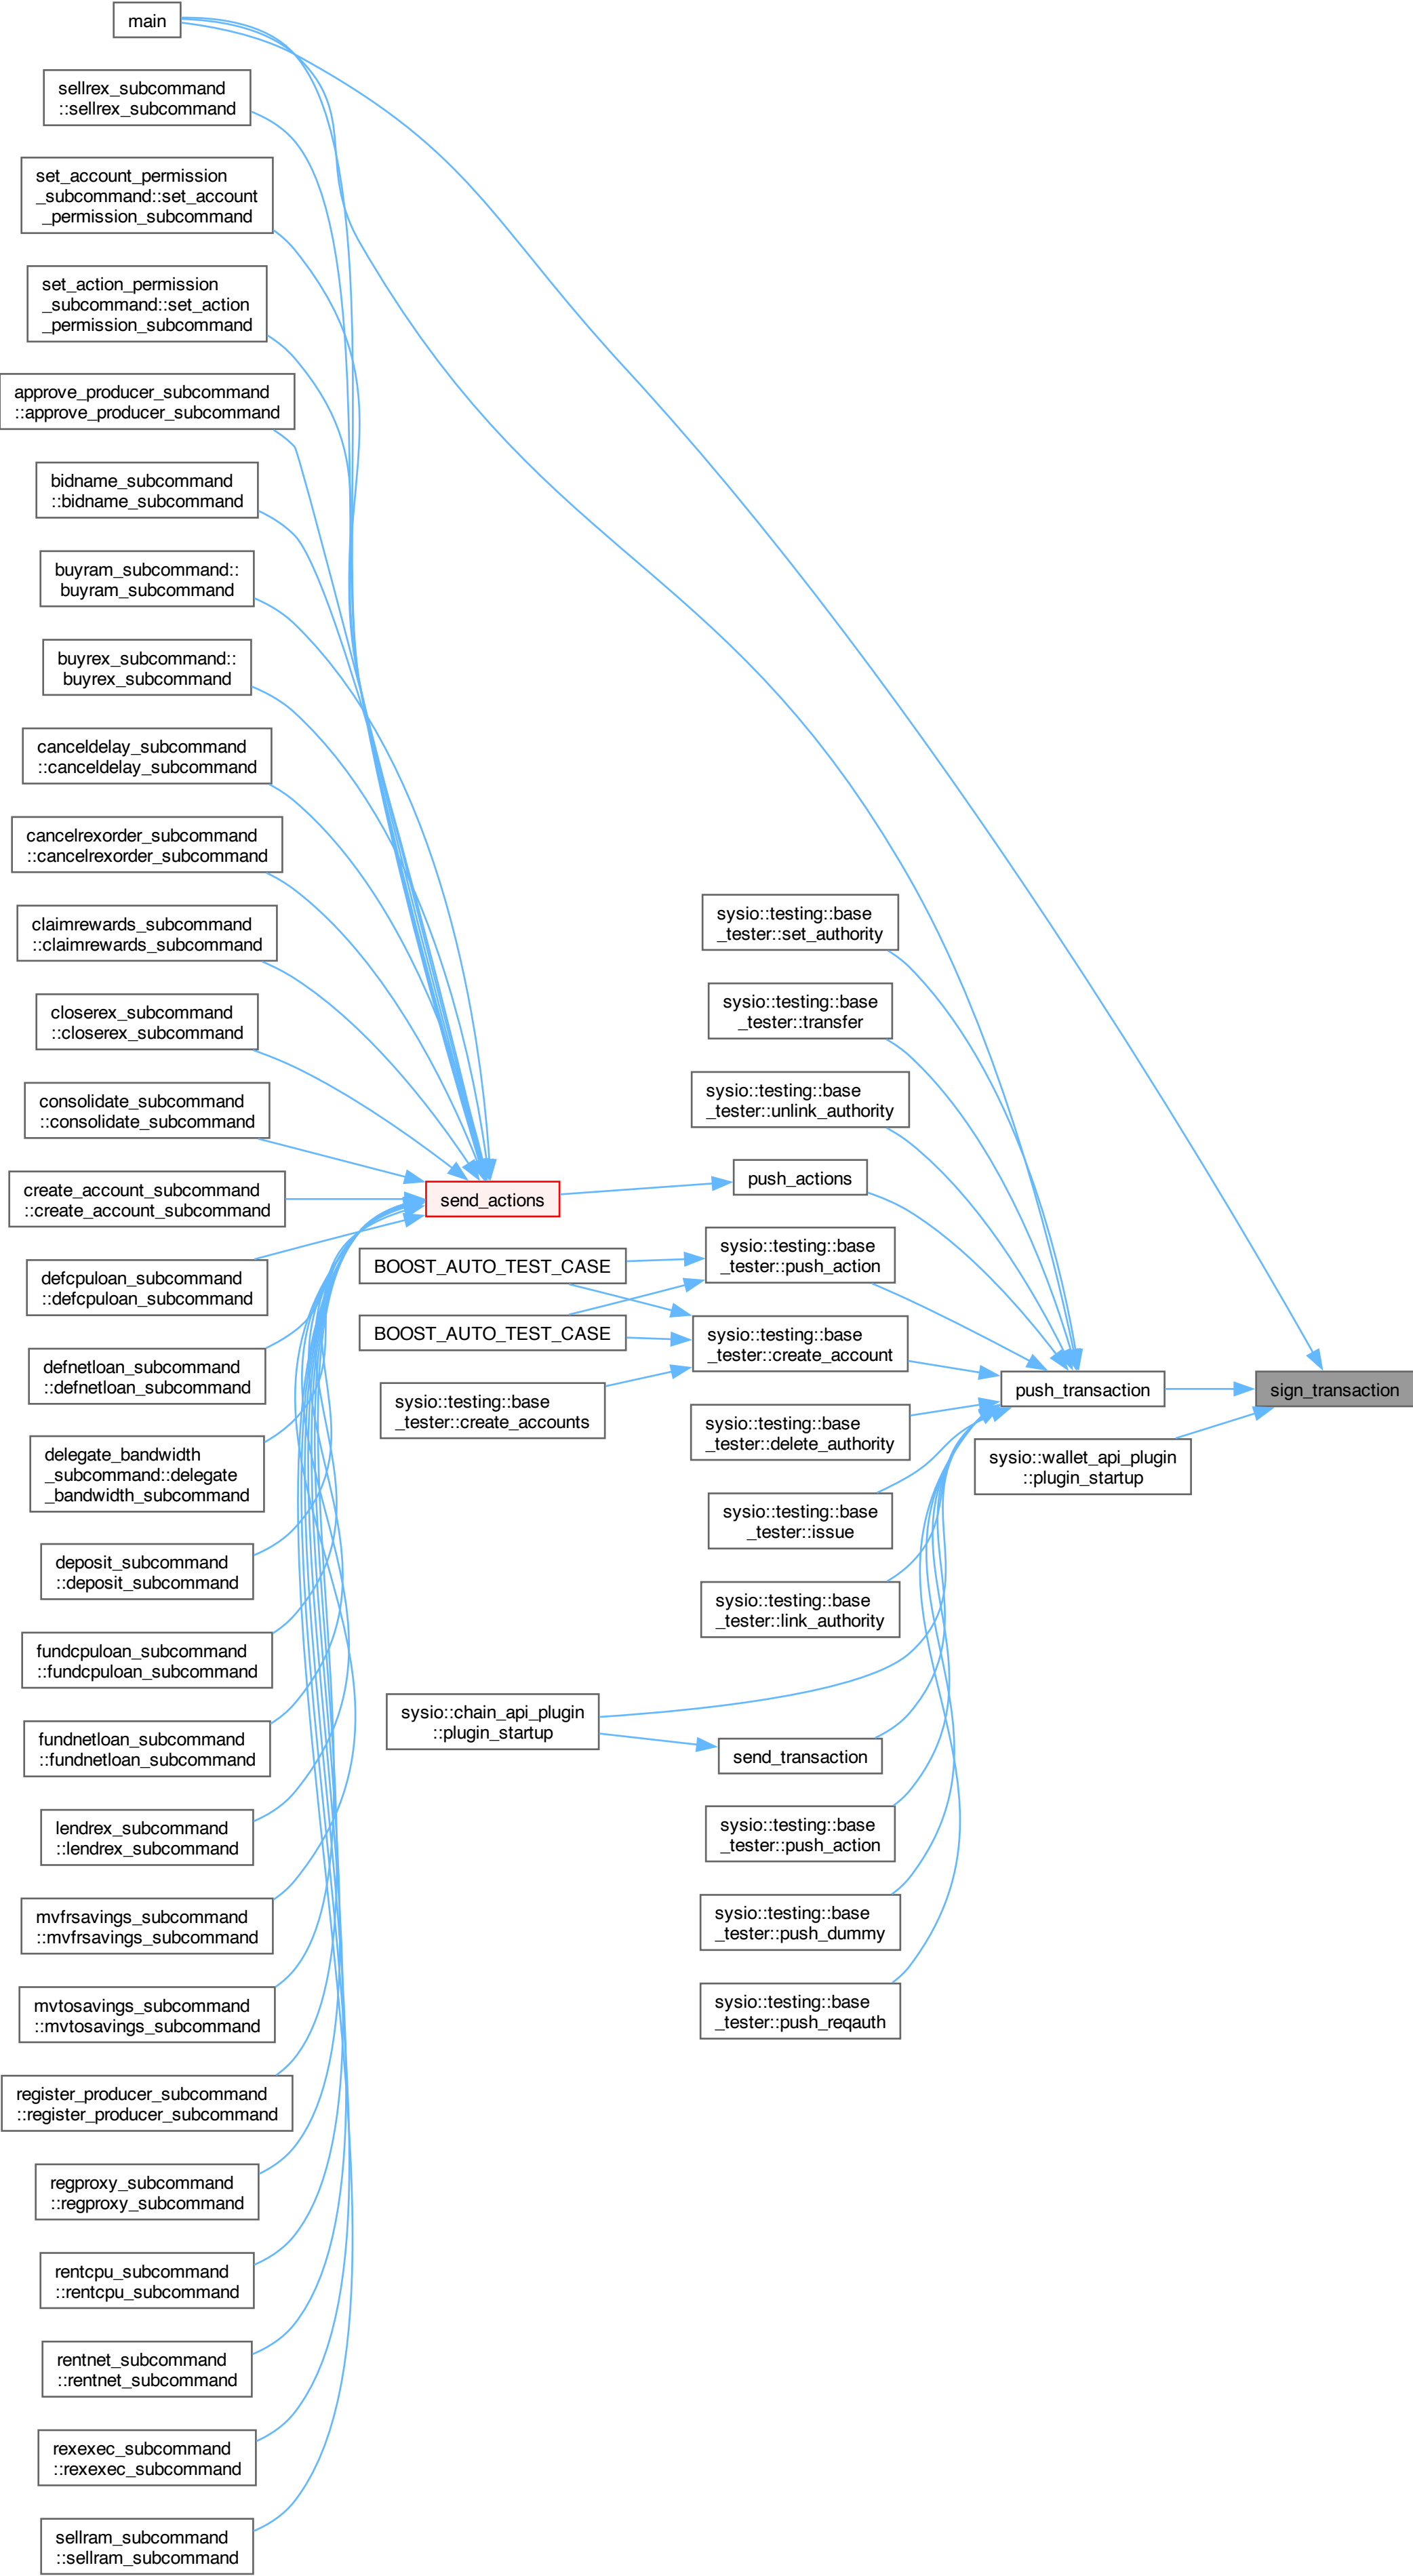 main
sellrex_subcommand
::sellrex_subcommand
set_account_permission
_subcommand::set_account
_permission_subcommand
set_action_permission
_subcommand::set_action
_permission_subcommand
approve_producer_subcommand
::approve_producer_subcommand
bidname_subcommand
::bidname_subcommand
buyram_subcommand::
buyram_subcommand
buyrex_subcommand::
buyrex_subcommand
canceldelay_subcommand
::canceldelay_subcommand
cancelrexorder_subcommand
::cancelrexorder_subcommand
claimrewards_subcommand
::claimrewards_subcommand
closerex_subcommand
::closerex_subcommand
consolidate_subcommand
::consolidate_subcommand
create_account_subcommand
::create_account_subcommand
defcpuloan_subcommand
::defcpuloan_subcommand
defnetloan_subcommand
::defnetloan_subcommand
delegate_bandwidth
_subcommand::delegate
_bandwidth_subcommand
deposit_subcommand
::deposit_subcommand
fundcpuloan_subcommand
::fundcpuloan_subcommand
fundnetloan_subcommand
::fundnetloan_subcommand
lendrex_subcommand
::lendrex_subcommand
mvfrsavings_subcommand
::mvfrsavings_subcommand
mvtosavings_subcommand
::mvtosavings_subcommand
register_producer_subcommand
::register_producer_subcommand
regproxy_subcommand
::regproxy_subcommand
rentcpu_subcommand
::rentcpu_subcommand
rentnet_subcommand
::rentnet_subcommand
rexexec_subcommand
::rexexec_subcommand
sellram_subcommand
::sellram_subcommand
send_actions
BOOST_AUTO_TEST_CASE
BOOST_AUTO_TEST_CASE
sysio::testing::base
_tester::create_accounts
sysio::chain_api_plugin
::plugin_startup
sysio::testing::base
_tester::set_authority
sysio::testing::base
_tester::transfer
sysio::testing::base
_tester::unlink_authority
push_actions
sysio::testing::base
_tester::push_action
sysio::testing::base
_tester::create_account
sysio::testing::base
_tester::delete_authority
sysio::testing::base
_tester::issue
sysio::testing::base
_tester::link_authority
send_transaction
sysio::testing::base
_tester::push_action
sysio::testing::base
_tester::push_dummy
sysio::testing::base
_tester::push_reqauth
push_transaction
sysio::wallet_api_plugin
::plugin_startup
sign_transaction